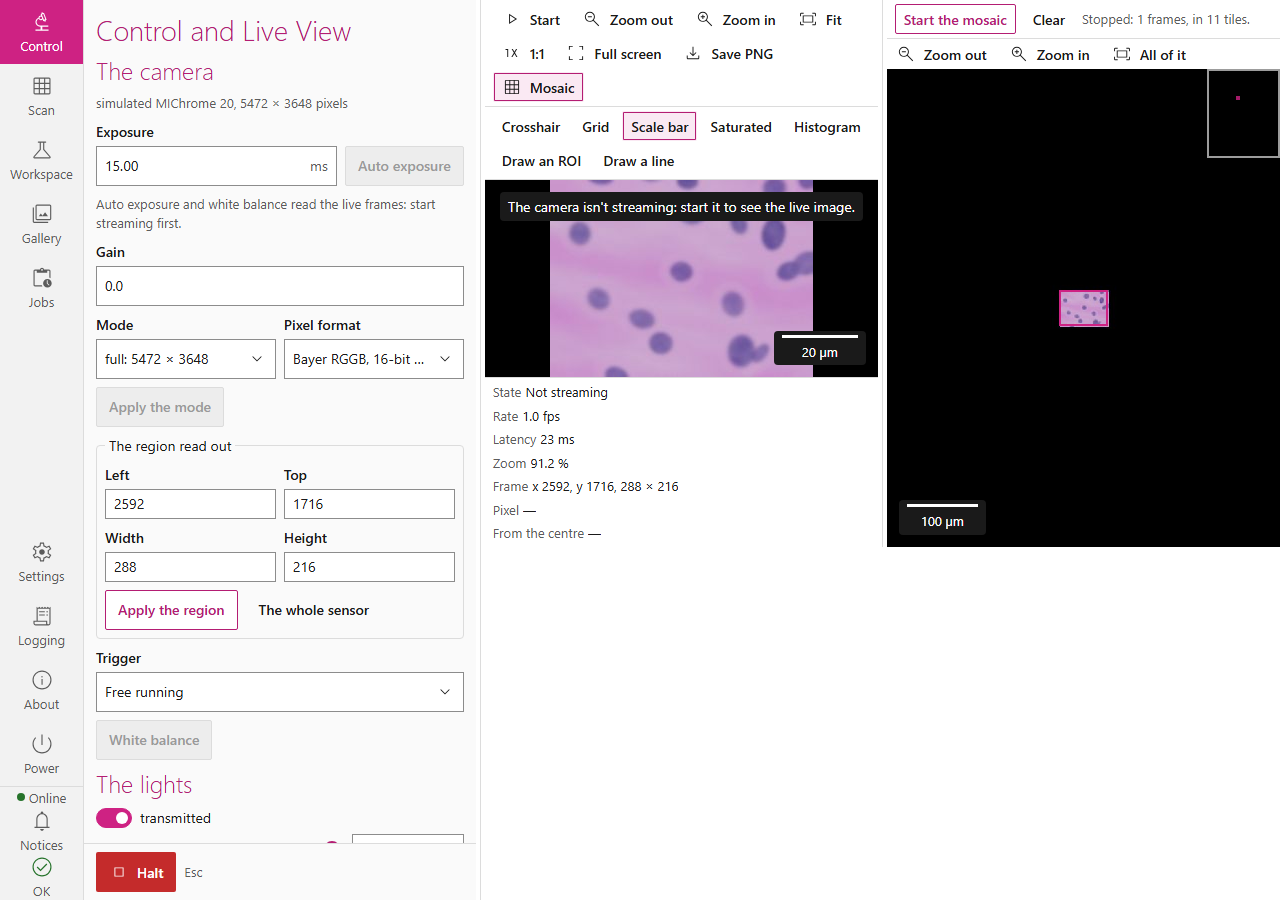 Control
Scan
Workspace
Gallery
Jobs
Settings
Logging
About
Power
Online
Notices
OK
Control and Live View
The camera
simulated MIChrome 20, 5472 × 3648 pixels
Exposure
15.00 ms
Auto exposure
Auto exposure and white balance read the live frames: start
streaming first.
Gain
0.0
Mode
Pixel format
full: 5472 × 3648
Bayer RGGB, 16-bit ...
Apply the mode
The region read out
Left
Top
2592
1716
Width
Height
288
216
Apply the region
The whole sensor
Trigger
Free running
White balance
The lights
transmitted
Halt
Esc
Start
Zoom out
Zoom in
Fit
1X 1:1
Full screen
Save PNG
Mosaic
Crosshair
Grid
Scale bar
Saturated
Histogram
Draw an ROI
Draw a line
The camera isn't streaming: start it to see the live image.
20 µm
State Not streaming
Rate 1.0 fps
Latency 23 ms
Zoom 91.2 %
Frame x 2592, y 1716, 288 × 216
Pixel —
From the centre —
Start the mosaic
Clear
Stopped: 1 frames, in 11 tiles.
Zoom out
Zoom in
All of it
100 µm